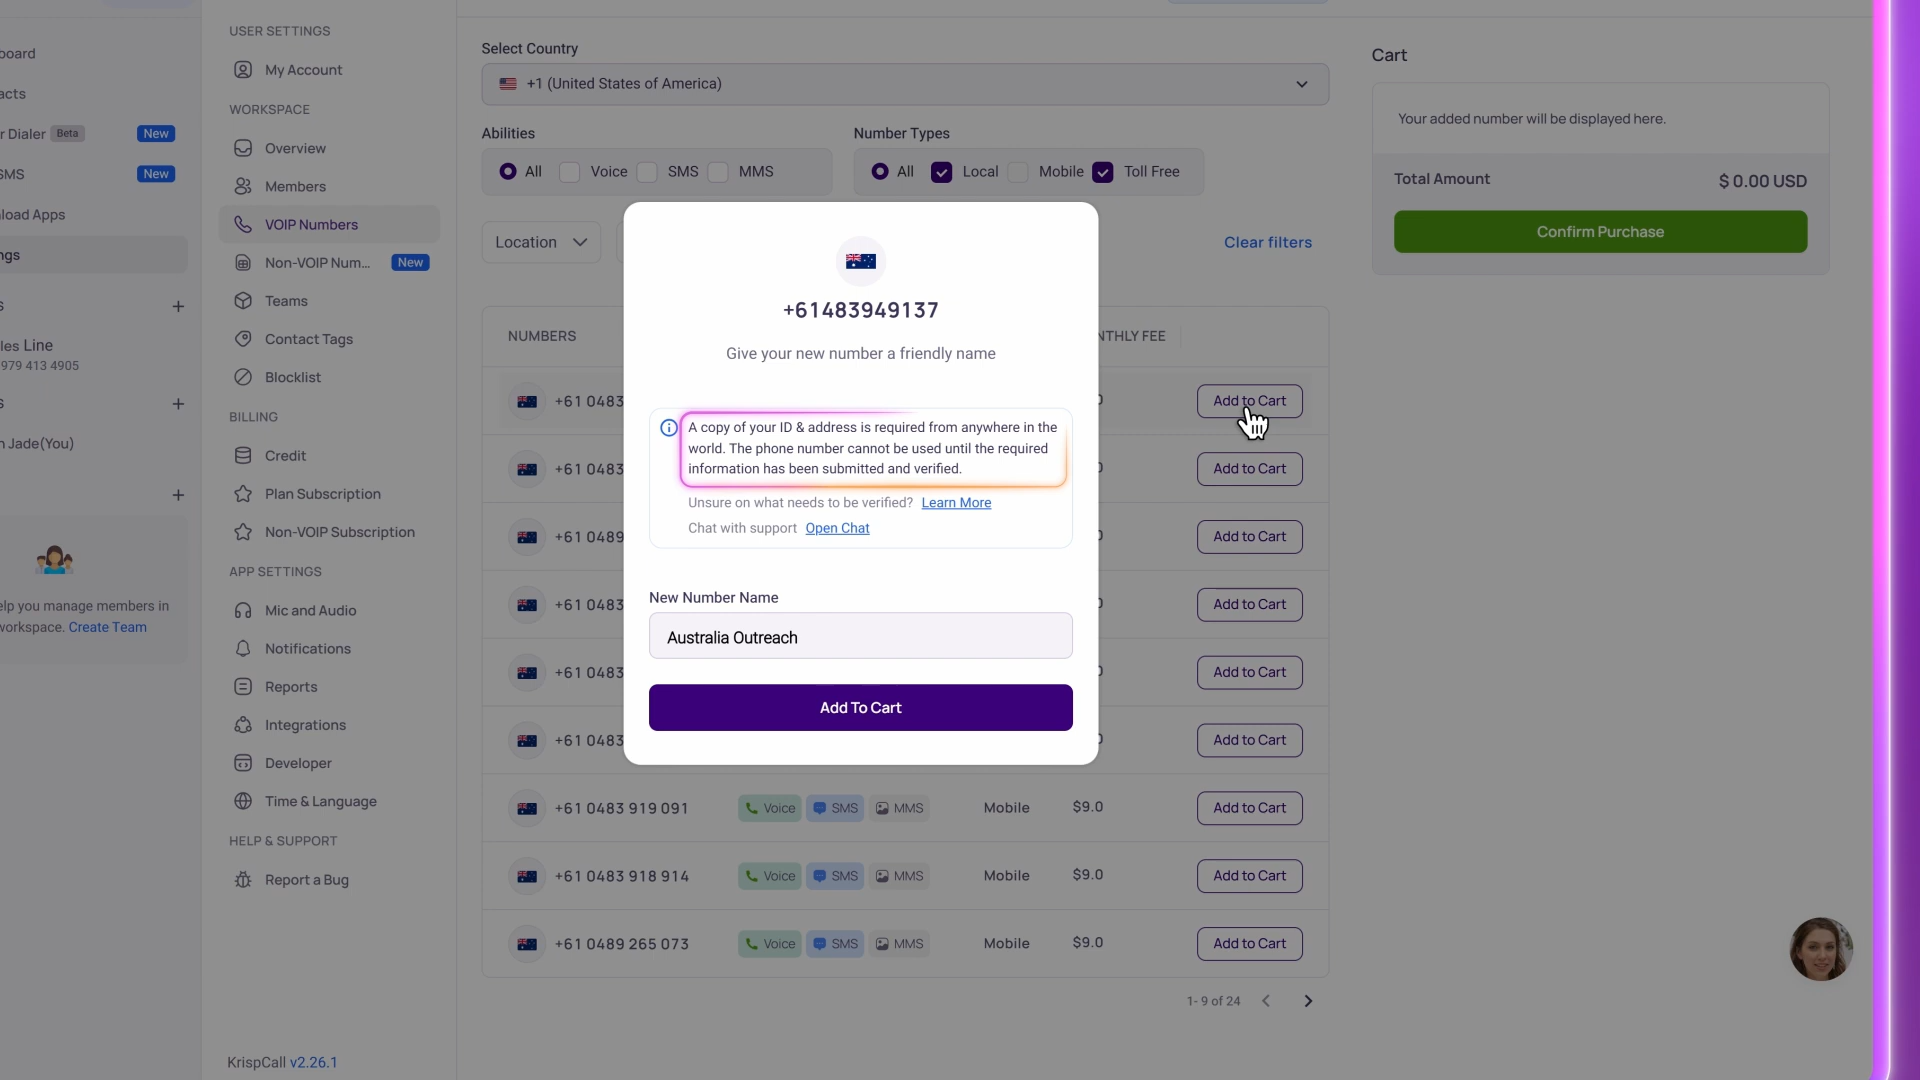 board
acts
r Dialer Beta New
SMS New
load Apps
ngs
S
les Line
979 413 4905
S
n Jade(You)
elp you manage members in
workspace. Create Team
USER SETTINGS
My Account
WORKSPACE
Overview
Members
VOIP Numbers
Non-VOIP Num... New
Teams
Contact Tags
Blocklist
BILLING
Credit
Plan Subscription
Non-VOIP Subscription
APP SETTINGS
Mic and Audio
Notifications
Reports
Integrations
Developer
Time & Language
HELP & SUPPORT
Report a Bug
KrispCall v2.26.1
Select Country
+1 (United States of America)
Abilities
All Voice SMS MMS
Number Types
All Local Mobile Toll Free
Location
Clear filters
NUMBERS
NTHLY FEE
+61 0483
Add to Cart
+61 0483
Add to Cart
+61 0489
Add to Cart
+61 0483
Add to Cart
+61 0483
Add to Cart
+61 0483
Add to Cart
+61 0483 919 091 Voice SMS MMS Mobile $9.0 Add to Cart
+61 0483 918 914 Voice SMS MMS Mobile $9.0 Add to Cart
+61 0489 265 073 Voice SMS MMS Mobile $9.0 Add to Cart
1- 9 of 24
+61483949137
Give your new number a friendly name
A copy of your ID & address is required from anywhere in the
world. The phone number cannot be used until the required
information has been submitted and verified.
Unsure on what needs to be verified? Learn More
Chat with support Open Chat
New Number Name
Australia Outreach
Add To Cart
Cart
Your added number will be displayed here.
Total Amount $ 0.00 USD
Confirm Purchase